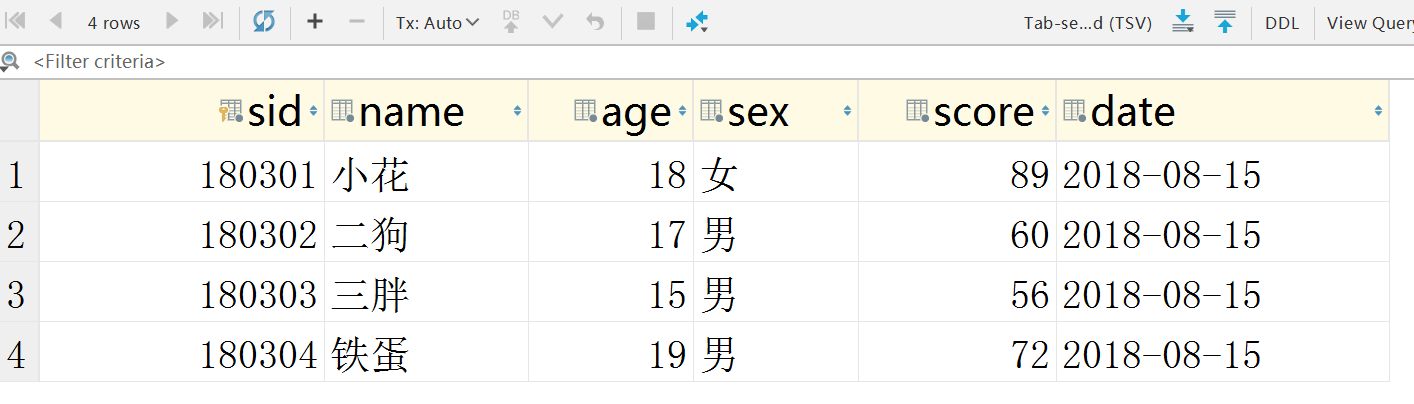 4 rows Tx: Auto DB Tab-se...d (TSV) DDL View Query
<Filter criteria>
sid name age sex score date
1 180301 小花 18 女 89 2018-08-15
2 180302 二狗 17 男 60 2018-08-15
3 180303 三胖 15 男 56 2018-08-15
4 180304 铁蛋 19 男 72 2018-08-15